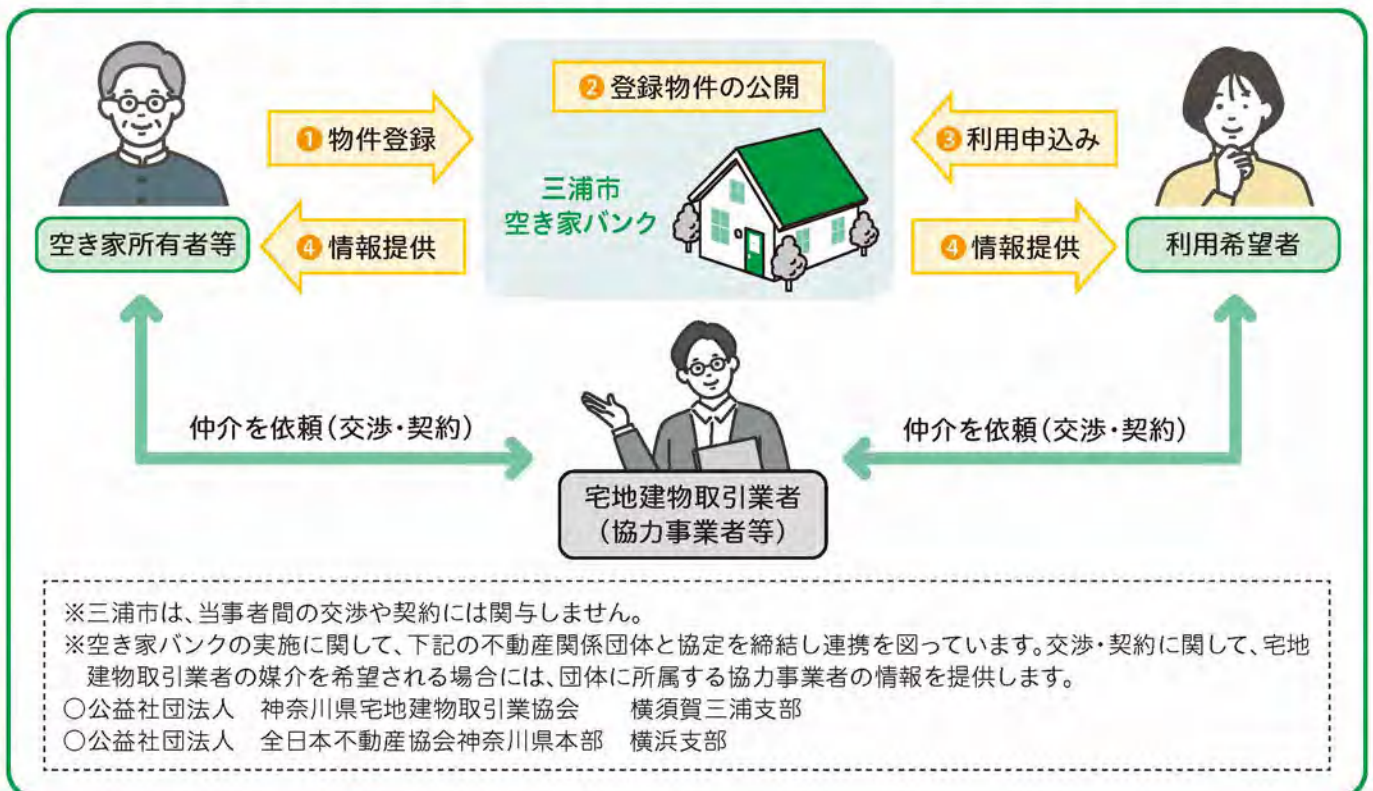 ❷ 登録物件の公開
❶ 物件登録
❸ 利用申込み
三浦市
空き家バンク
空き家所有者等
❹ 情報提供
❹ 情報提供
利用希望者
仲介を依頼(交渉・契約)
仲介を依頼(交渉・契約)
宅地建物取引業者
(協力事業者等)
※三浦市は、当事者間の交渉や契約には関与しません。
※空き家バンクの実施に関して、下記の不動産関係団体と協定を締結し連携を図っています。交渉・契約に関して、宅地
建物取引業者の媒介を希望される場合には、団体に所属する協力事業者の情報を提供します。
○公益社団法人　神奈川県宅地建物取引業協会　　横須賀三浦支部
○公益社団法人　全日本不動産協会神奈川県本部　横浜支部